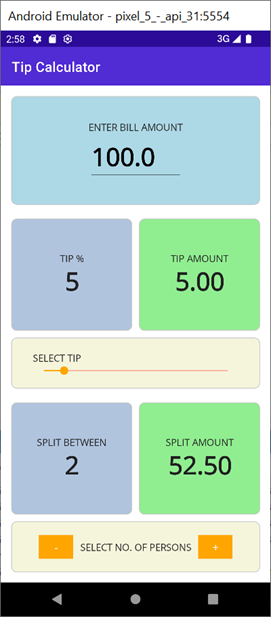 Android Emulator - pixel_5_-_api_31:5554
2:58 3G
Tip Calculator
ENTER BILL AMOUNT
100.0
TIP % TIP AMOUNT
5 5.00
SELECT TIP
SPLIT BETWEEN SPLIT AMOUNT
2 52.50
- SELECT NO. OF PERSONS +